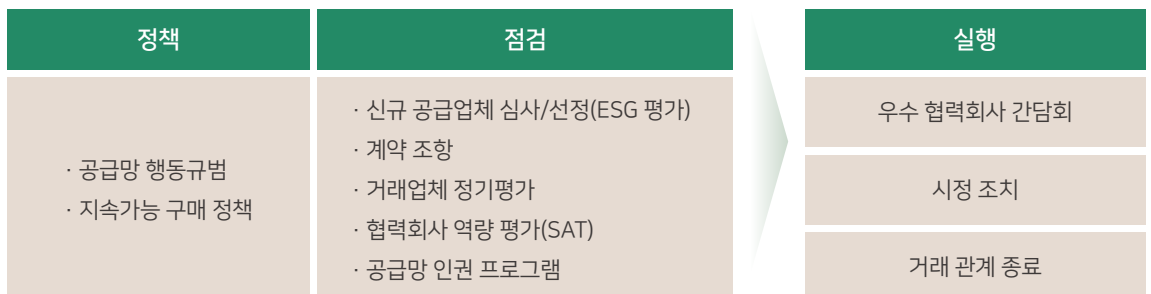 정책
· 공급망 행동규범
· 지속가능 구매 정책
점검
· 신규 공급업체 심사/선정(ESG 평가)
· 계약 조항
· 거래업체 정기평가
· 협력회사 역량 평가(SAT)
· 공급망 인권 프로그램
실행
우수 협력회사 간담회
시정 조치
거래 관계 종료